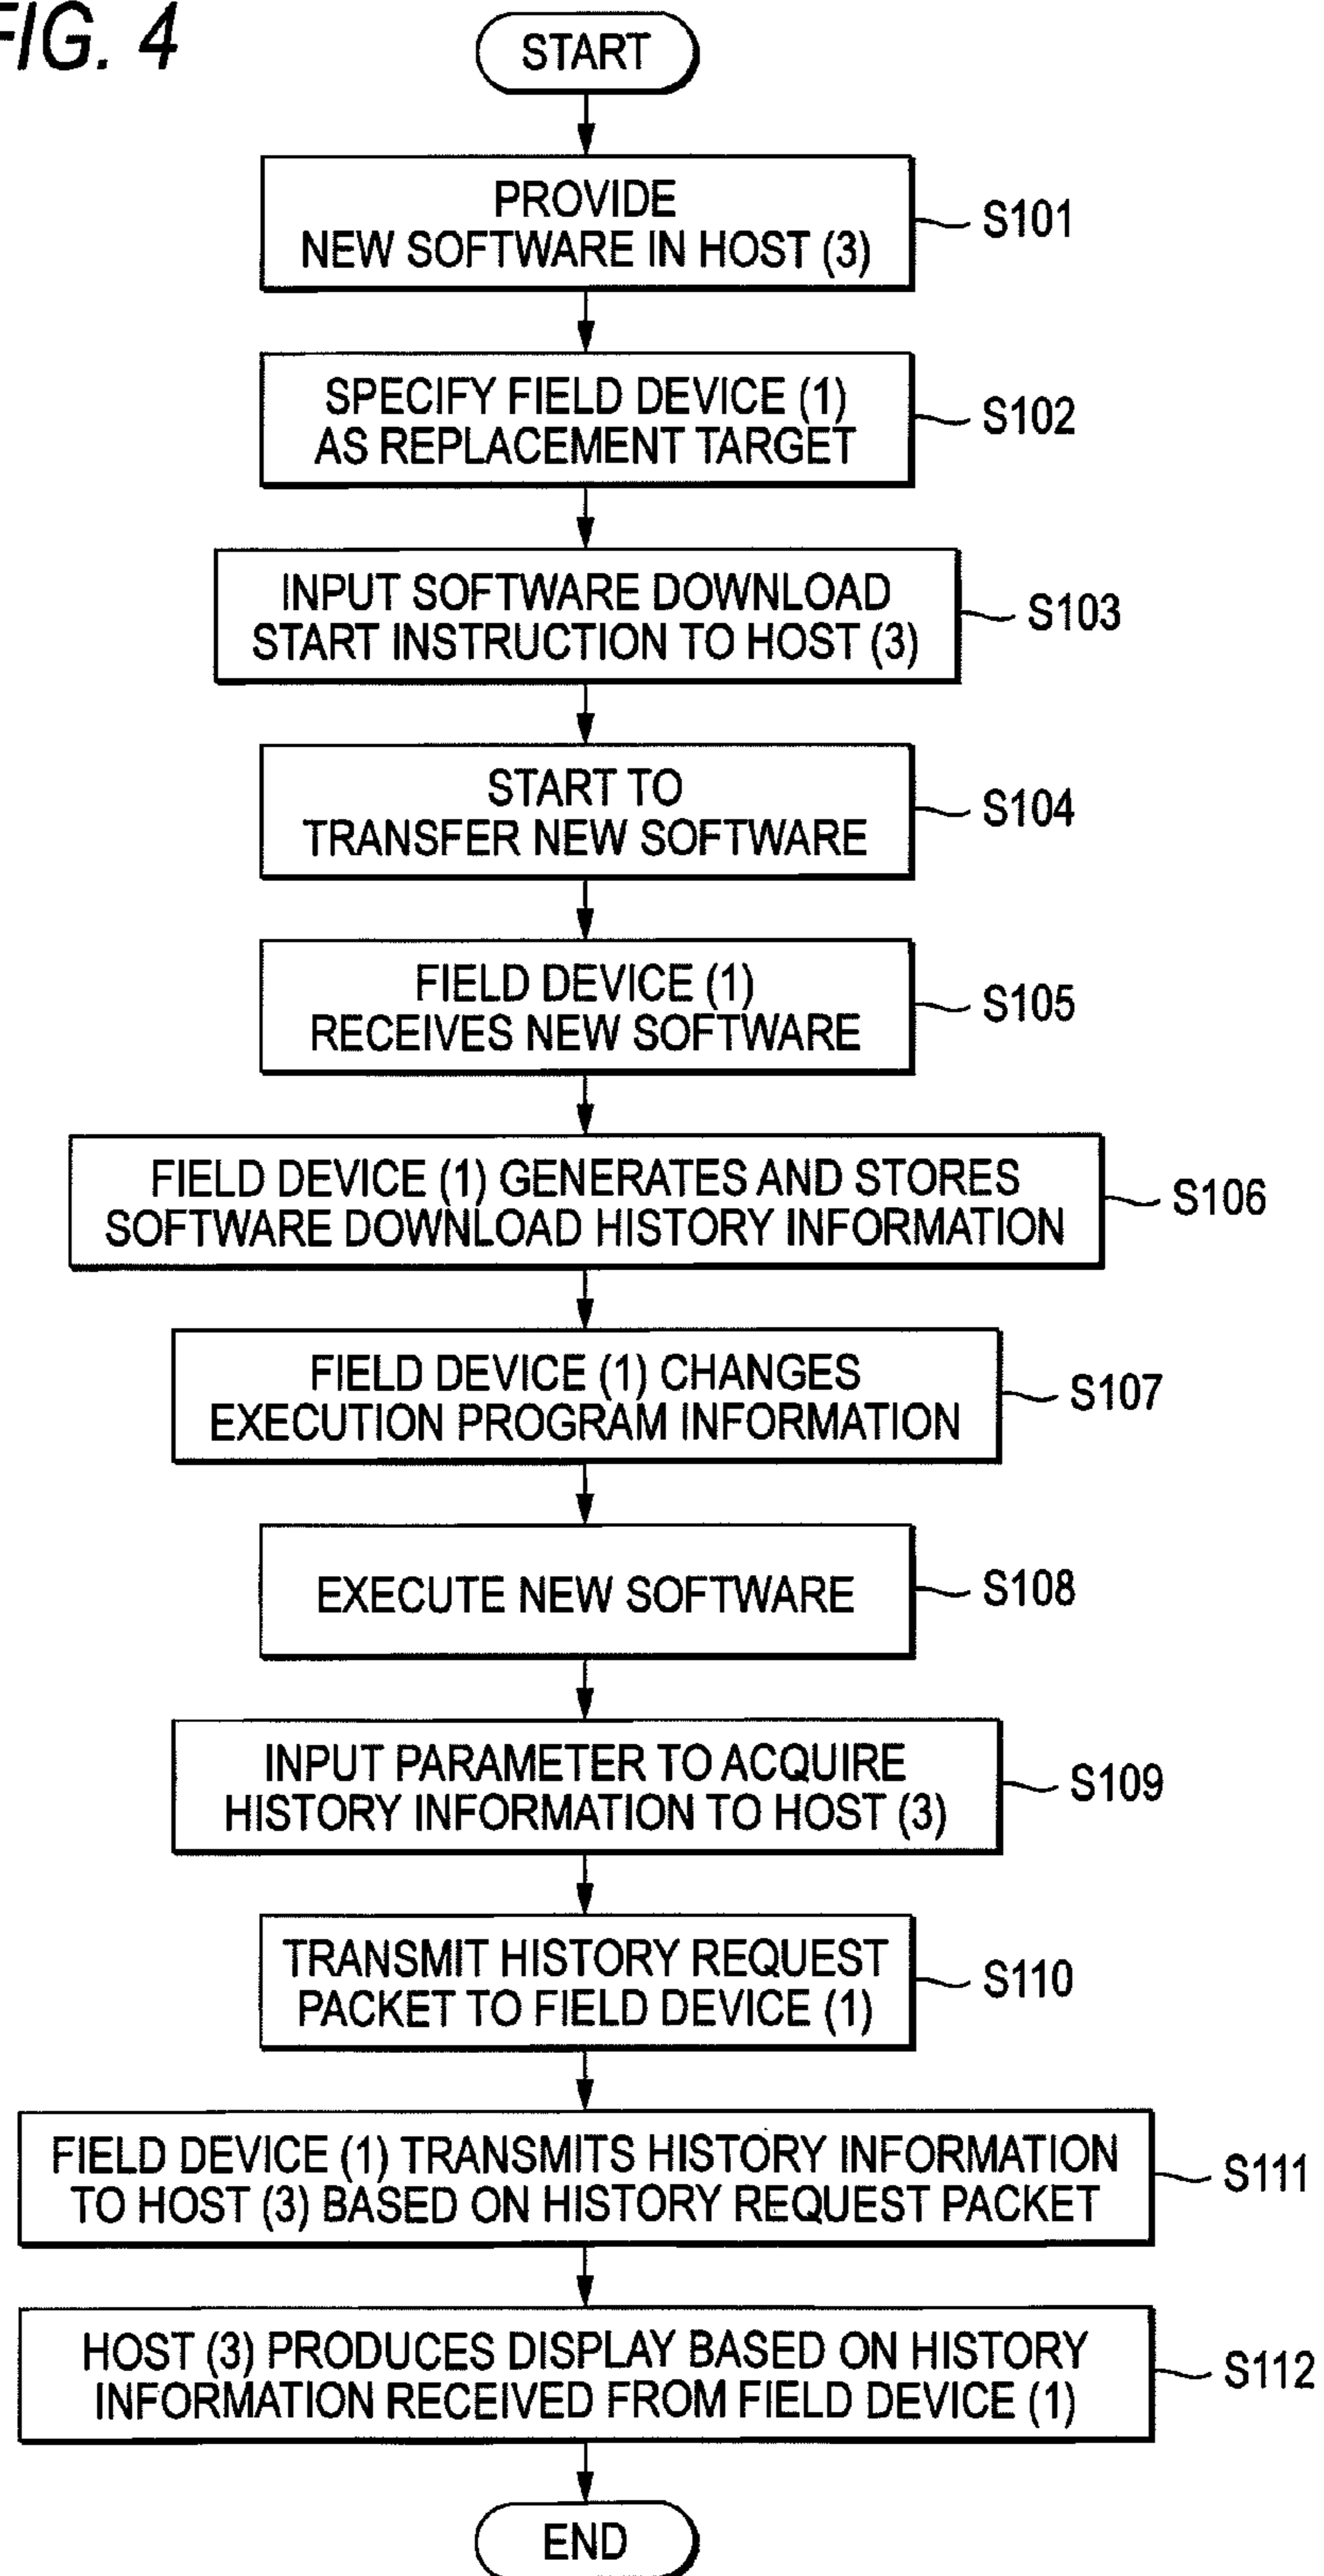 FIG. 4
START
PROVIDE
NEW SOFTWARE IN HOST (3)
S101
SPECIFY FIELD DEVICE (1)
AS REPLACEMENT TARGET
S102
INPUT SOFTWARE DOWNLOAD
START INSTRUCTION TO HOST (3)
S103
START TO
TRANSFER NEW SOFTWARE
S104
FIELD DEVICE (1)
RECEIVES NEW SOFTWARE
S105
FIELD DEVICE (1) GENERATES AND STORES
SOFTWARE DOWNLOAD HISTORY INFORMATION
S106
FIELD DEVICE (1) CHANGES
EXECUTION PROGRAM INFORMATION
S107
EXECUTE NEW SOFTWARE
S108
INPUT PARAMETER TO ACQUIRE
HISTORY INFORMATION TO HOST (3)
S109
TRANSMIT HISTORY REQUEST
PACKET TO FIELD DEVICE (1)
S110
FIELD DEVICE (1) TRANSMITS HISTORY INFORMATION
TO HOST (3) BASED ON HISTORY REQUEST PACKET
S111
HOST (3) PRODUCES DISPLAY BASED ON HISTORY
INFORMATION RECEIVED FROM FIELD DEVICE (1)
S112
END